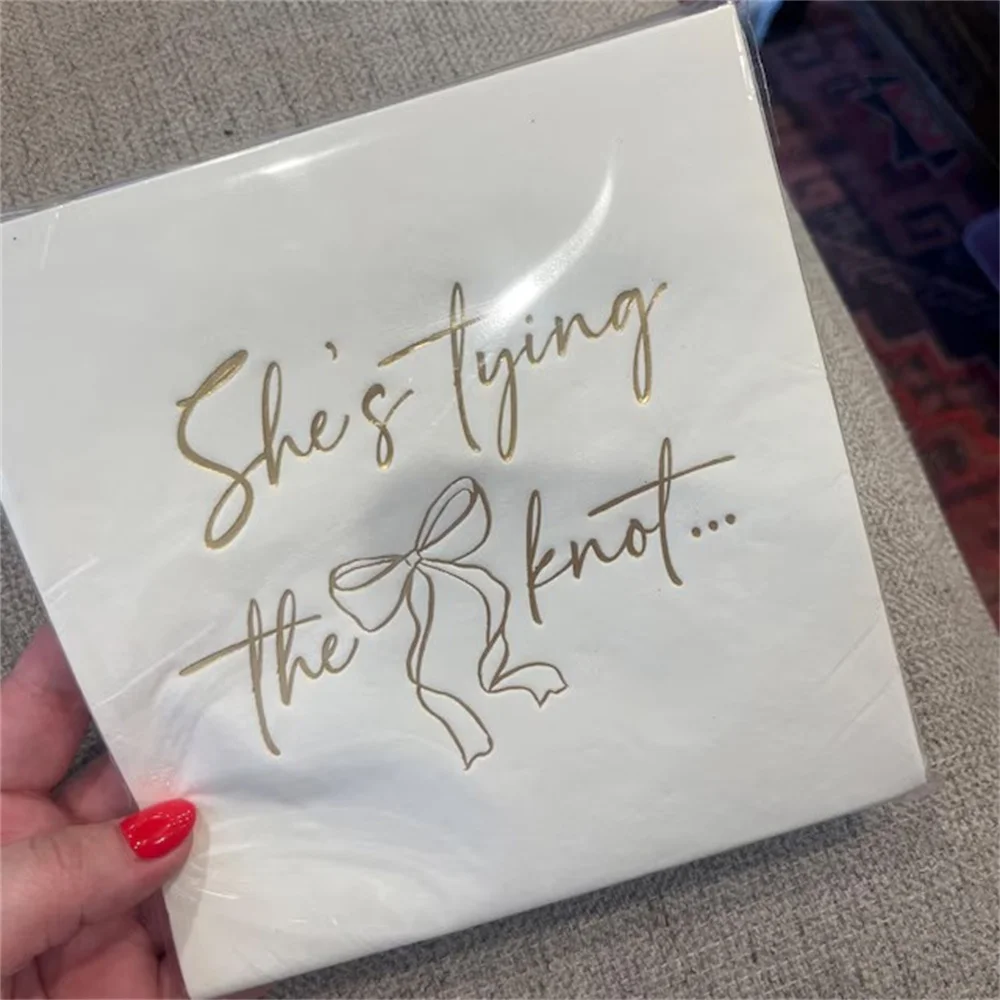 She's tying
the knot...